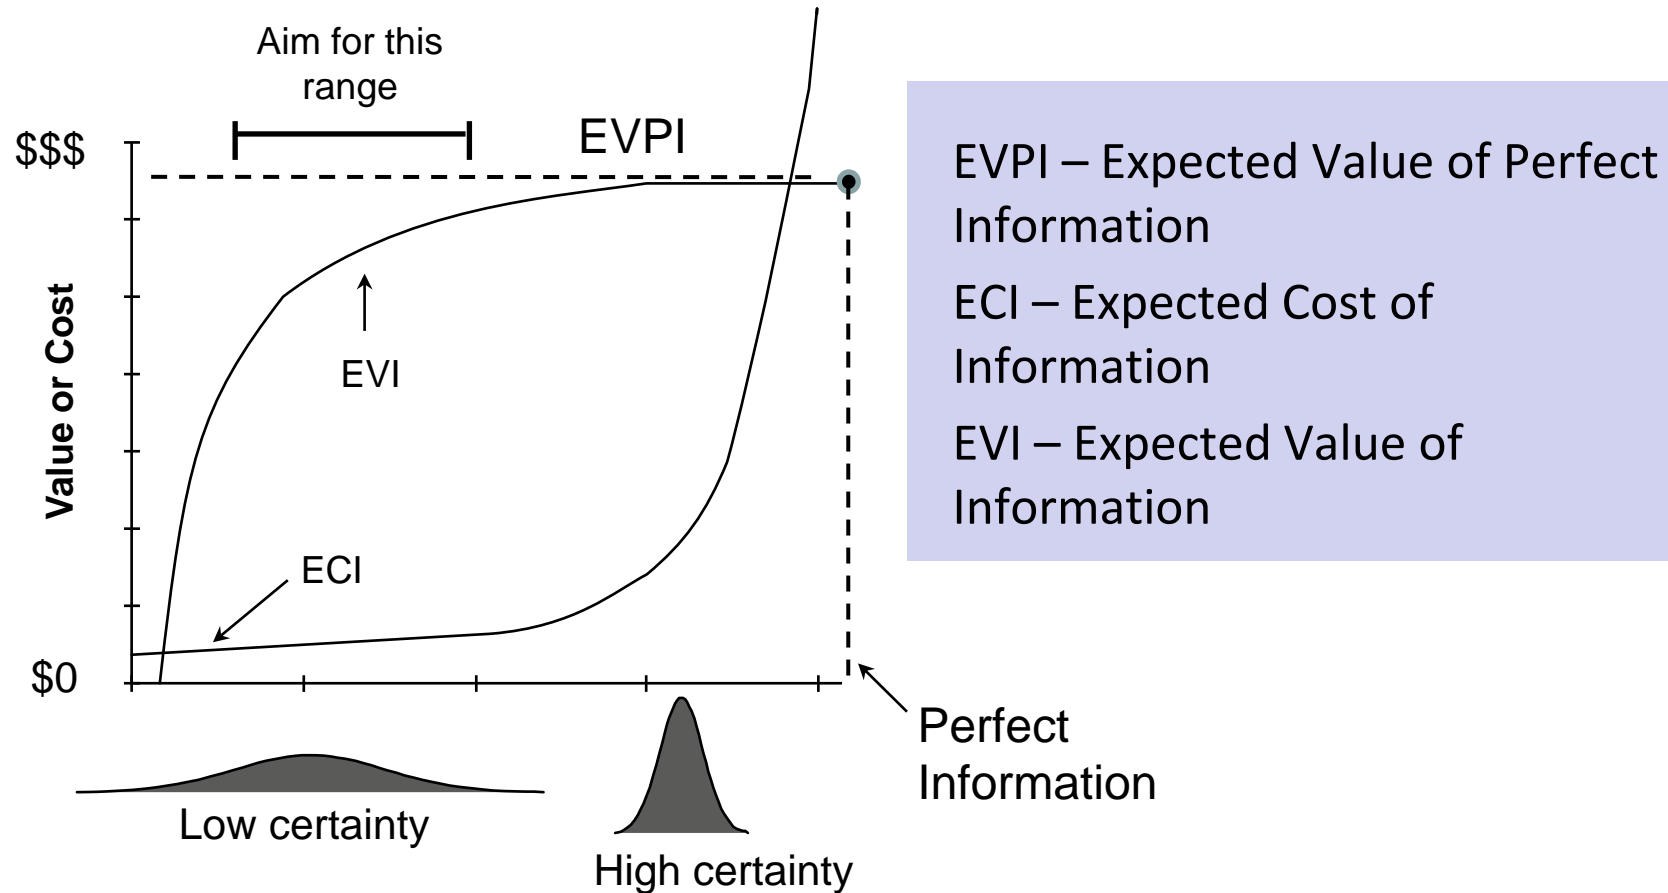 Aim for this
range
$$$
EVPI
Value or Cost
EVI
ECI
$0
Low certainty
High certainty
Perfect
Information
EVPI – Expected Value of Perfect
Information
ECI – Expected Cost of
Information
EVI – Expected Value of
Information